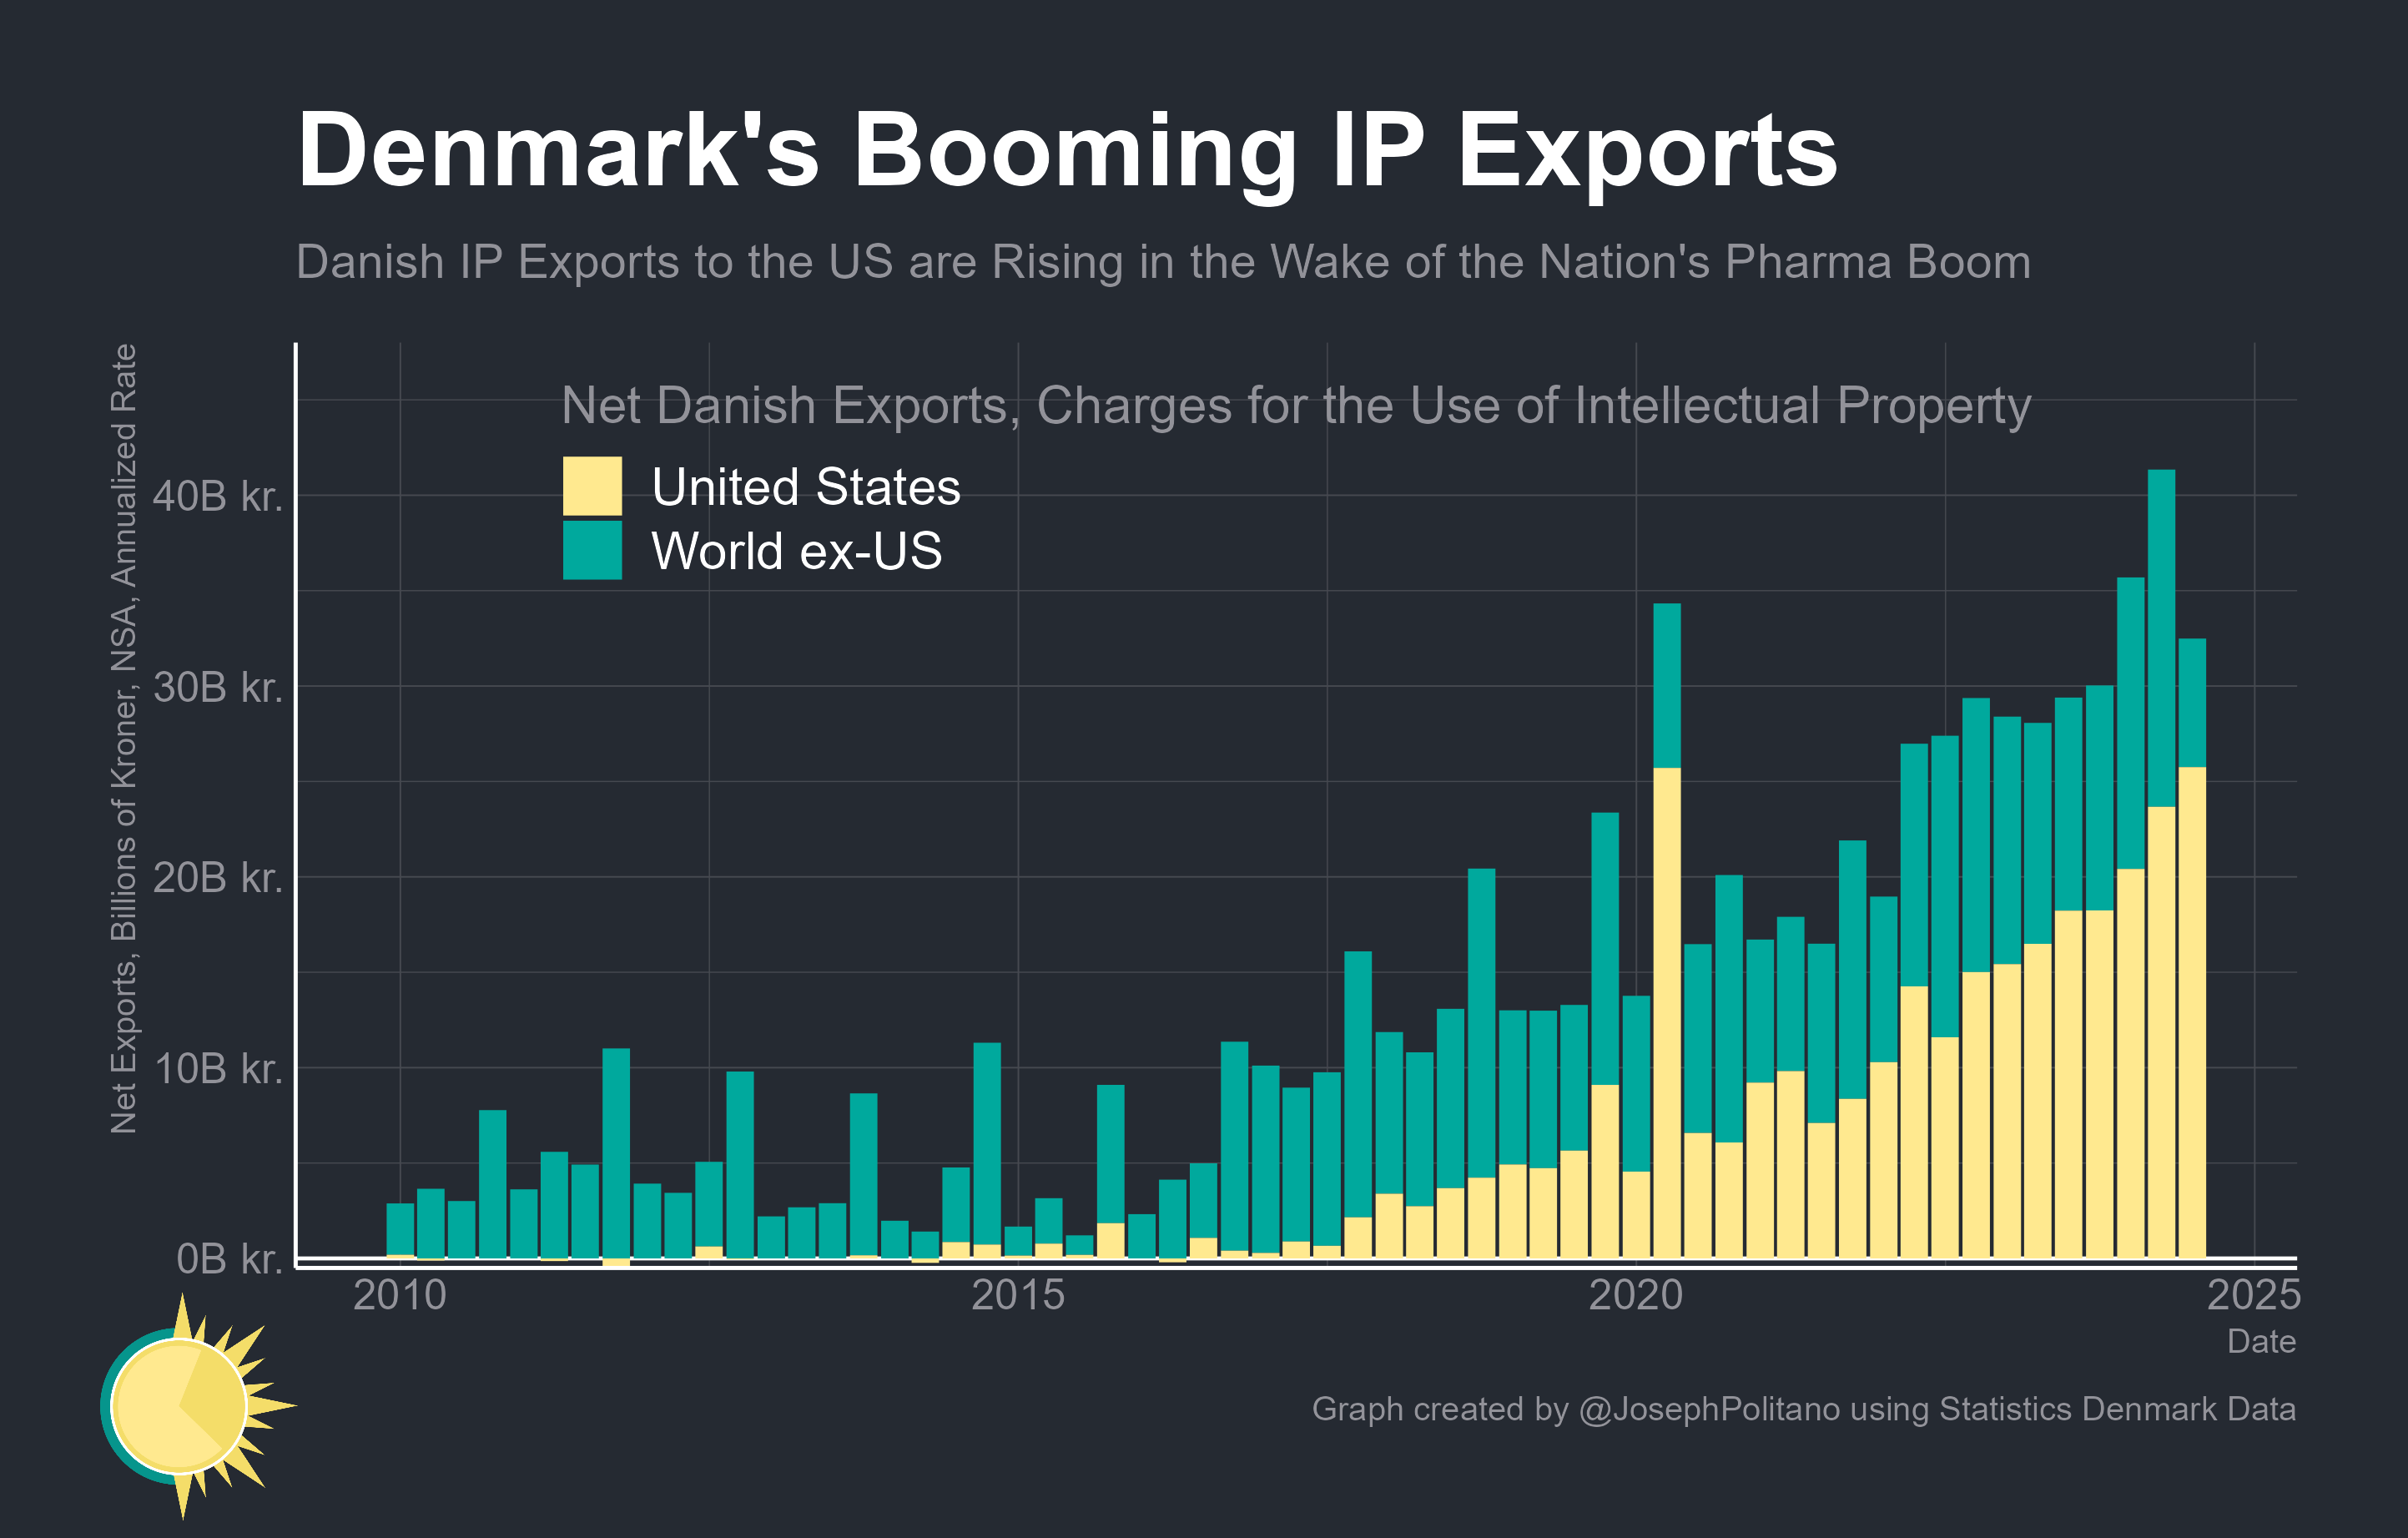 Denmark's Booming IP Exports
Danish IP Exports to the US are Rising in the Wake of the Nation's Pharma Boom
Net Exports, Billions of Kroner, NSA, Annualized Rate
Net Danish Exports, Charges for the Use of Intellectual Property
United States
World ex-US
40B kr.
30B kr.
20B kr.
10B kr.
0B kr.
2010 2015 2020 2025
Date
Graph created by @JosephPolitano using Statistics Denmark Data